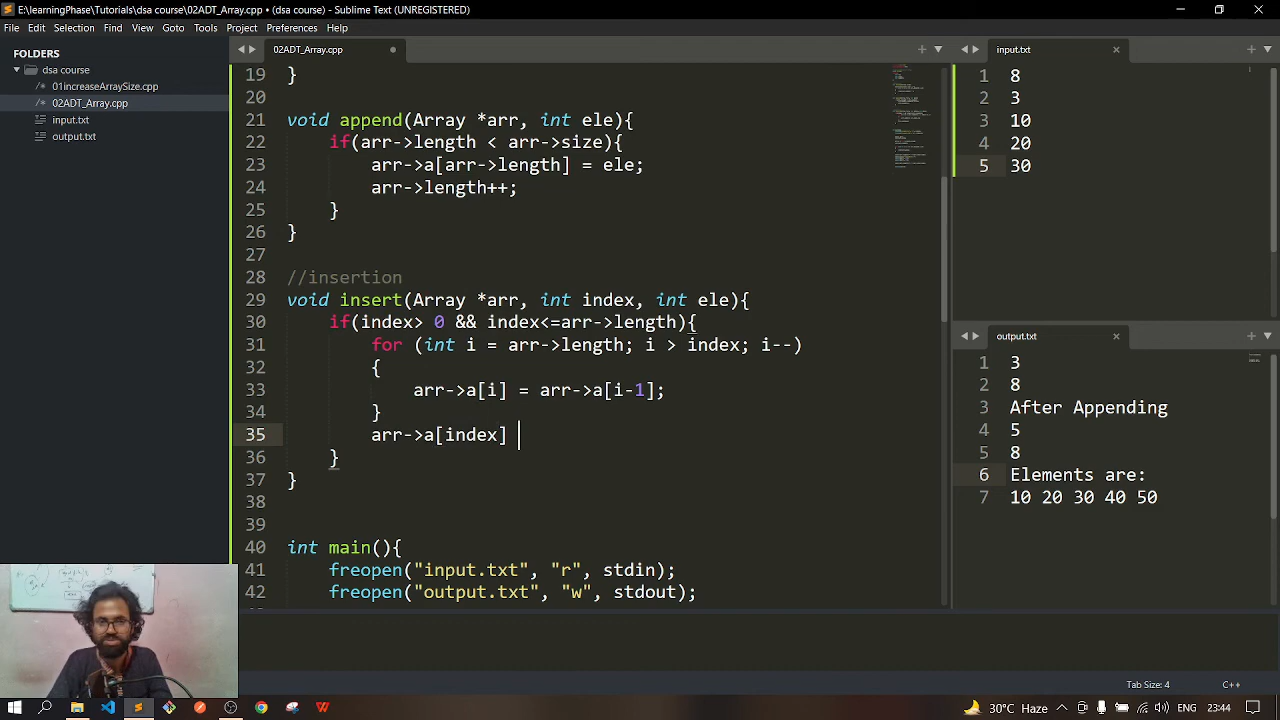 E:\learningPhase\Tutorials\dsa course\02ADT_Array.cpp • - Sublime Text (UNREGISTERED)
File Edit Selection Find View Goto Tools Project Preferences Help
FOLDERS
dsa course
/* 01increaseArraySize.cpp
/* 02ADT_Array.cpp
input.txt
output.txt
02ADT_Array.cpp
19 }
20
21 void append(Array *arr, int ele){
22 if(arr->length < arr->size){
23 arr->a[arr->length] = ele;
24 arr->length++;
25 }
26 }
27
28 //insertion
29 void insert(Array *arr, int index, int ele){
30 if(index> 0 && index<=arr->length){
31 for (int i = arr->length; i > index; i--)
32 {
33 arr->a[i] = arr->a[i-1];
34 }
35 arr->a[index]
36 }
37 }
38
39
40 int main(){
41 freopen("input.txt", "r", stdin);
42 freopen("output.txt", "w", stdout);
input.txt
1 8
2 3
3 10
4 20
5 30
output.txt
1 3
2 8
3 After Appending
4 5
5 8
6 Elements are:
7 10 20 30 40 50
Tab Size: 4 C++
30°C Haze ENG 23:44